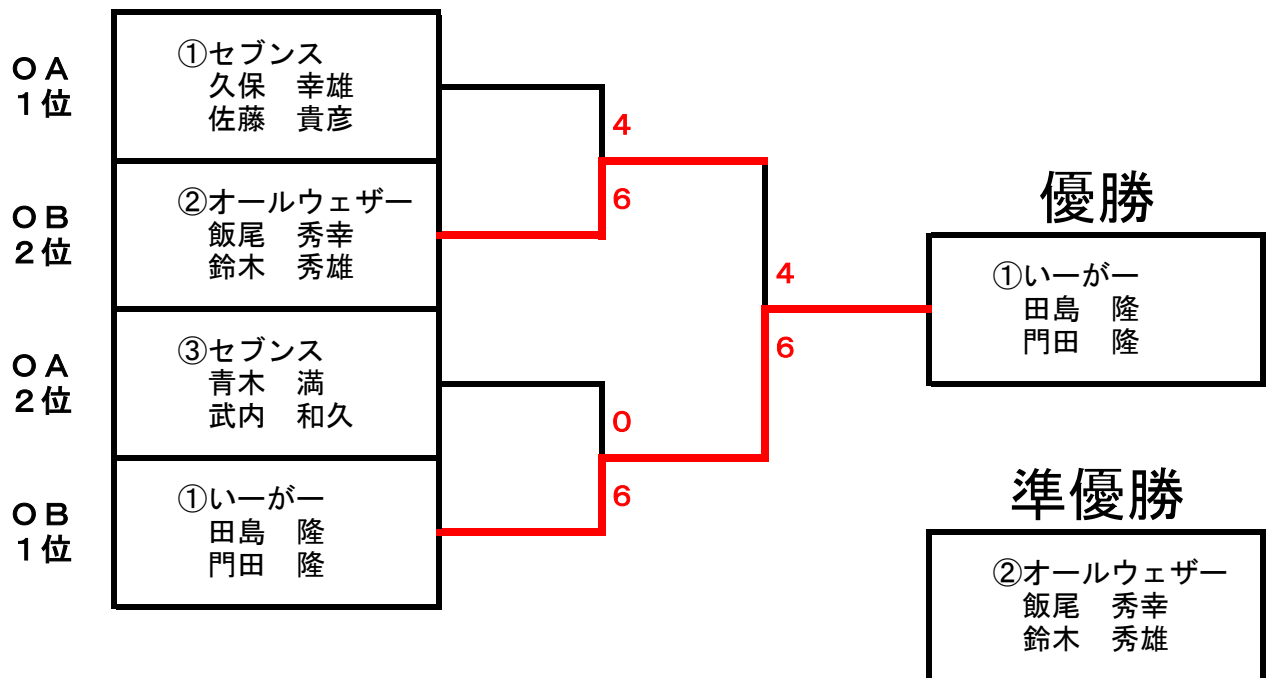 ＯＡ
１位
①セブンス
久保　幸雄
佐藤　貴彦
ＯＢ
２位
②オールウェザー
飯尾　秀幸
鈴木　秀雄
ＯＡ
２位
③セブンス
青木　満
武内　和久
ＯＢ
１位
①いーがー
田島　隆
門田　隆
４
６
０
６
４
６
優勝
①いーがー
田島　隆
門田　隆
準優勝
②オールウェザー
飯尾　秀幸
鈴木　秀雄